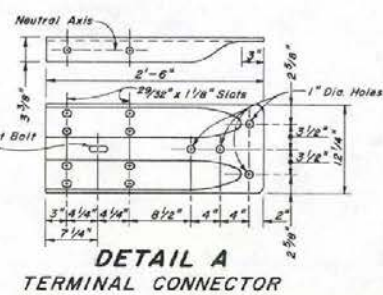 Neutral Axis
3"
2'-6"
3 3/8"
2 5/8"
29/32" x 1 1/8" Slots
1" Dia. Holes
t Bolt
3 1/2"
3 1/2"
12 1/4"
3" 4 1/4" 4 1/4" 8 1/2" 4" 4" 2"
7 1/4"
2 5/8"
DETAIL A
TERMINAL CONNECTOR